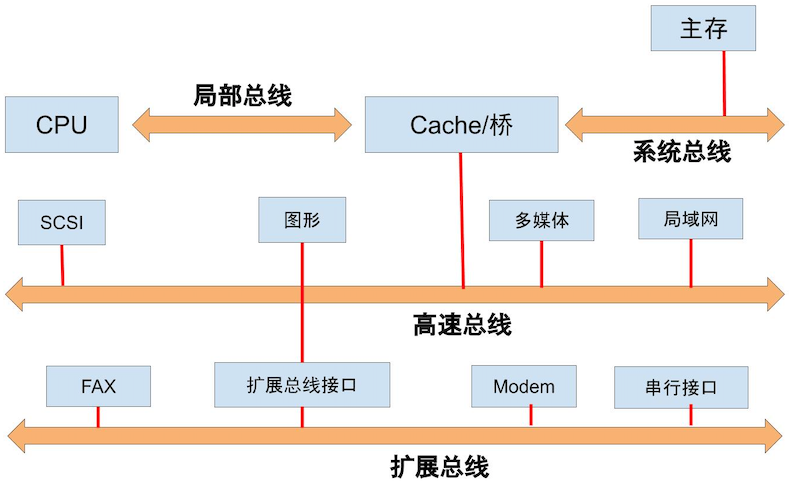 主存
局部总线
CPU
Cache/桥
系统总线
SCSI
图形
多媒体
局域网
高速总线
FAX
扩展总线接口
Modem
串行接口
扩展总线